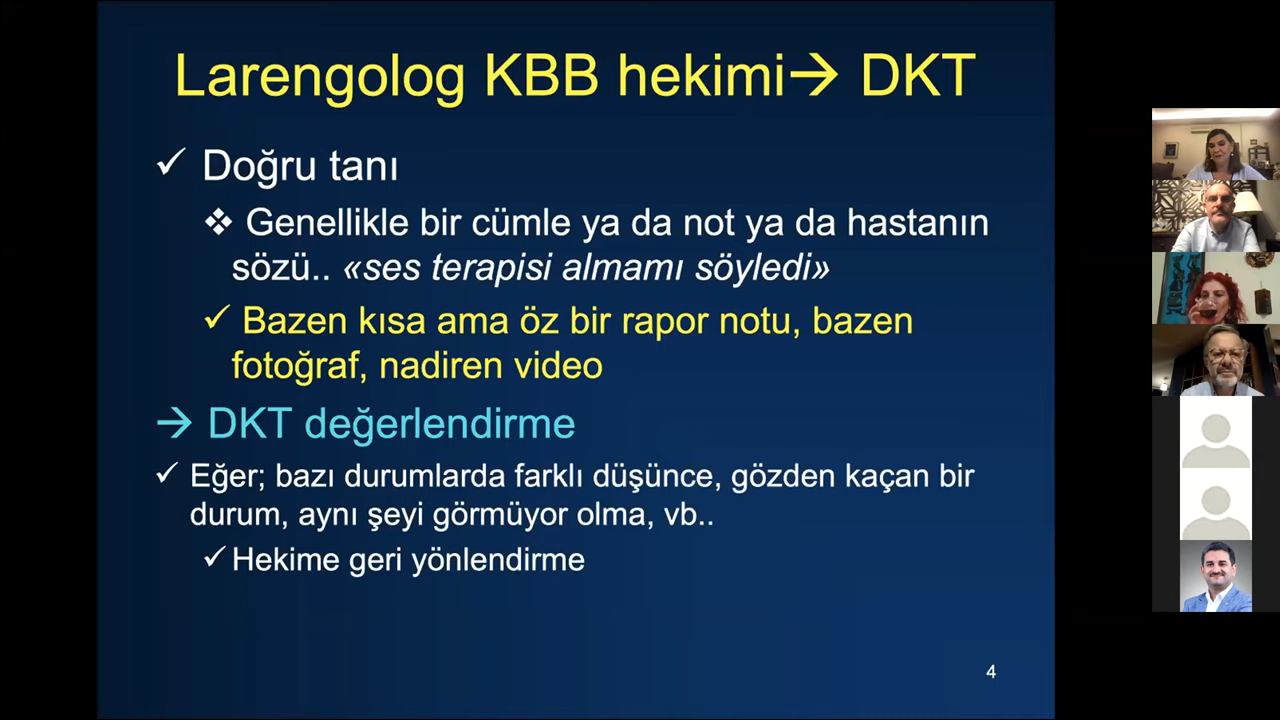 Larengolog KBB hekimi→ DKT
✓ Doğru tanı
❖ Genellikle bir cümle ya da not ya da hastanın
sözü.. «ses terapisi almamı söyledi»
✓ Bazen kısa ama öz bir rapor notu, bazen
fotoğraf, nadiren video
→ DKT değerlendirme
✓ Eğer; bazı durumlarda farklı düşünce, gözden kaçan bir
durum, aynı şeyi görmüyor olma, vb..
✓ Hekime geri yönlendirme
4